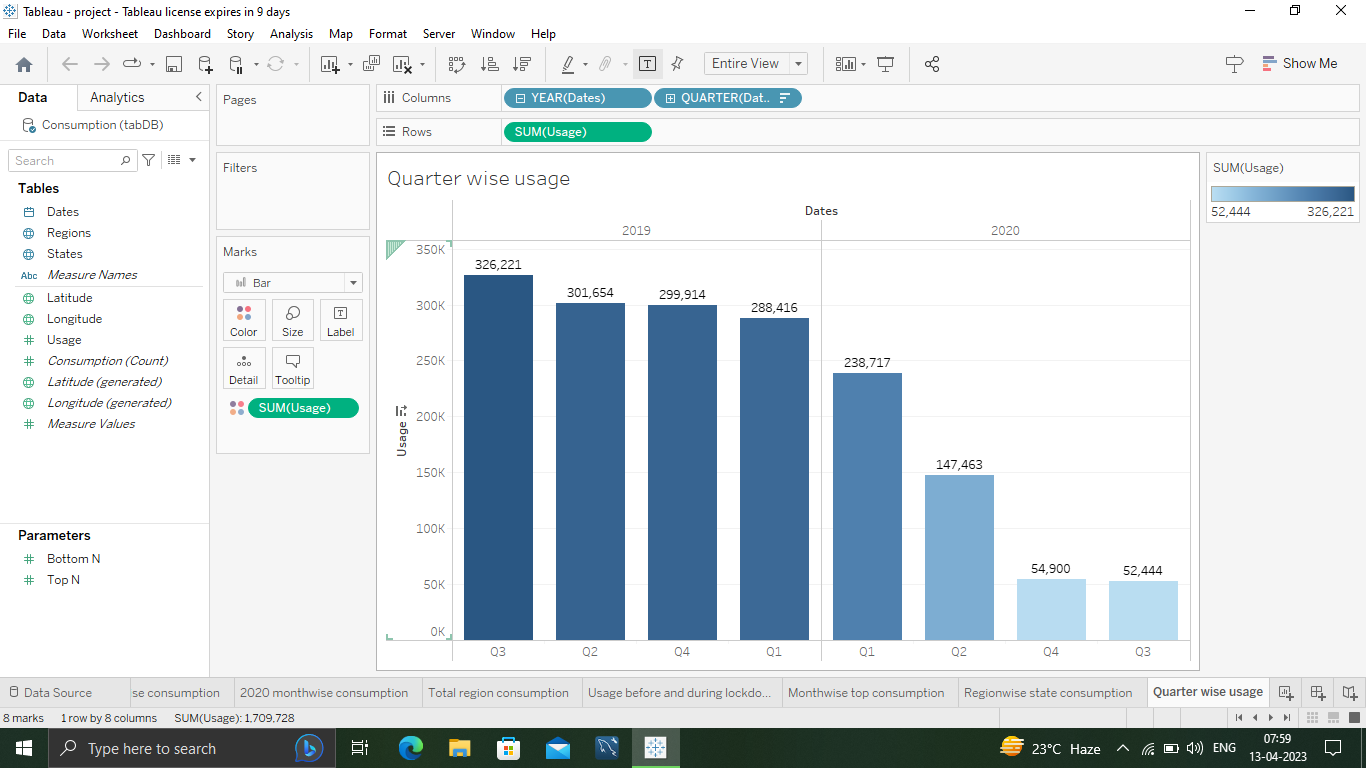 Tableau - project - Tableau license expires in 9 days
File Data Worksheet Dashboard Story Analysis Map Format Server Window Help
Entire View
Show Me
Data Analytics
Consumption (tabDB)
Search
Tables
Dates
Regions
States
Abc Measure Names
Latitude
Longitude
Usage
Consumption (Count)
Latitude (generated)
Longitude (generated)
Measure Values
Parameters
Bottom N
Top N
Pages
Filters
Marks
Bar
Color Size Label
Detail Tooltip
SUM(Usage)
Columns YEAR(Dates) QUARTER(Dat..
Rows SUM(Usage)
Quarter wise usage
Dates
2019 2020
350K
300K
250K
200K
150K
100K
50K
0K
Usage
326,221 301,654 299,914 288,416 238,717 147,463 54,900 52,444
Q3 Q2 Q4 Q1 Q1 Q2 Q4 Q3
SUM(Usage)
52,444 326,221
Data Source se consumption 2020 monthwise consumption Total region consumption Usage before and during lockdo... Monthwise top consumption Regionwise state consumption Quarter wise usage
8 marks 1 row by 8 columns SUM(Usage): 1,709,728
Type here to search
23°C Haze ENG
07:59
13-04-2023